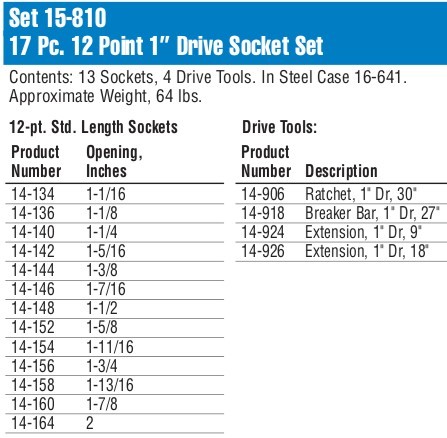 Set 15-810
17 Pc. 12 Point 1” Drive Socket Set
Contents: 13 Sockets, 4 Drive Tools. In Steel Case 16-641.
Approximate Weight, 64 lbs.
12-pt. Std. Length Sockets
Product Opening,
Number Inches
14-134 1-1/16
14-136 1-1/8
14-140 1-1/4
14-142 1-5/16
14-144 1-3/8
14-146 1-7/16
14-148 1-1/2
14-152 1-5/8
14-154 1-11/16
14-156 1-3/4
14-158 1-13/16
14-160 1-7/8
14-164 2
Drive Tools:
Product
Number Description
14-906 Ratchet, 1" Dr, 30"
14-918 Breaker Bar, 1" Dr, 27"
14-924 Extension, 1" Dr, 9"
14-926 Extension, 1" Dr, 18"